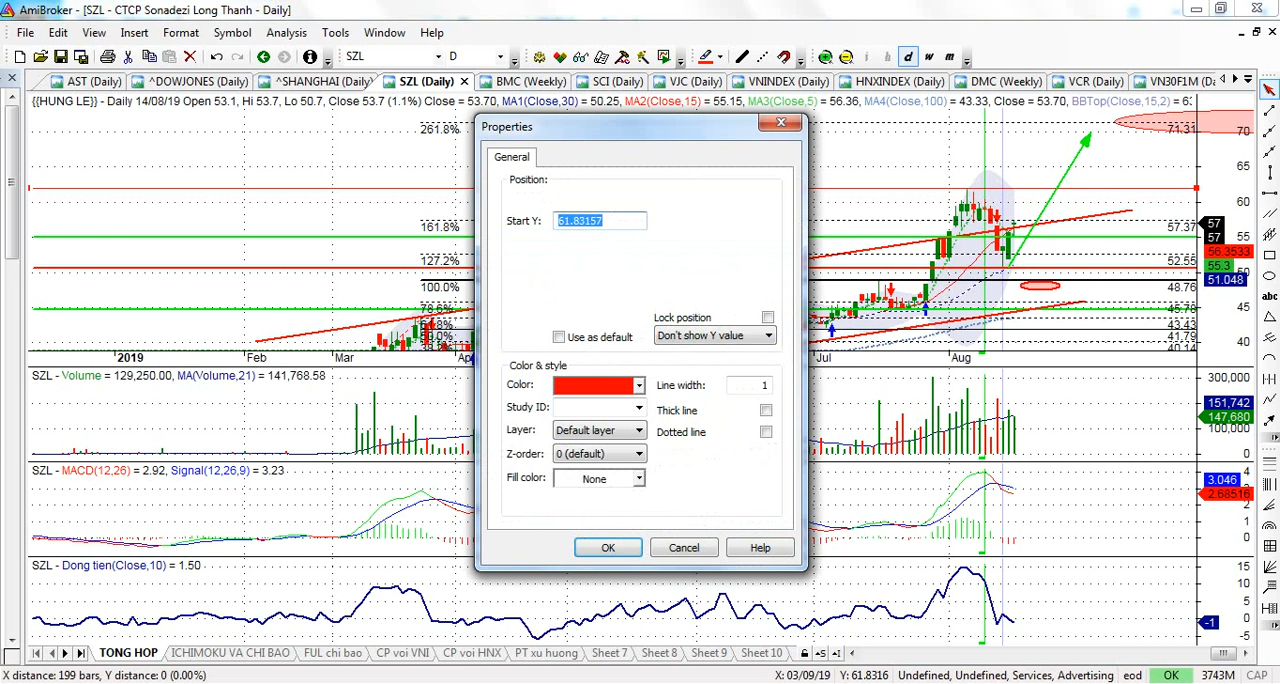 AmiBroker - [SZL - CTCP Sonadezi Long Thanh - Daily]
File Edit View Insert Format Symbol Analysis Tools Window Help
SZL D i h d w m
AST (Daily) ^DOWJONES (Daily) ^SHANGHAI (Daily) SZL (Daily) BMC (Weekly) SCI (Daily) VJC (Daily) VNINDEX (Daily) HNXINDEX (Daily) DMC (Weekly) VCR (Daily) VN30F1M (Da
{{HUNG LE}} - Daily 14/08/19 Open 53.1, Hi 53.7, Lo 50.7, Close 53.7 (1.1%) Close = 53.70, MA1(Close,30) = 50.25, MA2(Close,15) = 55.15, MA3(Close,5) = 56.36, MA4(Close,100) = 43.33, Close = 53.70, BBTop(Close,15,2) = 6:
261.8%
71.31
70
65
60
161.8%
57.37
57
55
57
56.3533
127.2%
52.55
55.3
50
51.048
100.0%
48.76
78.6%
45.78
45
43.43
50.0%
41.79
40
40.14
2019 Feb Mar Ap Jul Aug
Properties
General
Position:
Start Y: 61.83157
Lock position
Use as default Don't show Y value
Color & style
Color: Line width: 1
Study ID: Thick line
Layer: Default layer Dotted line
Z-order: 0 (default)
Fill color: None
OK Cancel Help
SZL - Volume = 129,250.00, MA(Volume,21) = 141,768.58
300,000
151,742
147,680
100,000
0
SZL - MACD(12,26) = 2.92, Signal(12,26,9) = 3.23
4
3.046
2.68516
2
1
0
SZL - Dong tien(Close,10) = 1.50
15
10
5
0
-1
-5
TONG HOP ICHIMOKU VA CHI BAO FUL chi bao CP voi VNI CP voi HNX PT xu huong Sheet 7 Sheet 8 Sheet 9 Sheet 10
X distance: 199 bars, Y distance: 0 (0.00%) X: 03/09/19 Y: 61.8316 Undefined, Undefined, Services, Advertising eod OK 3743M CAP
abc